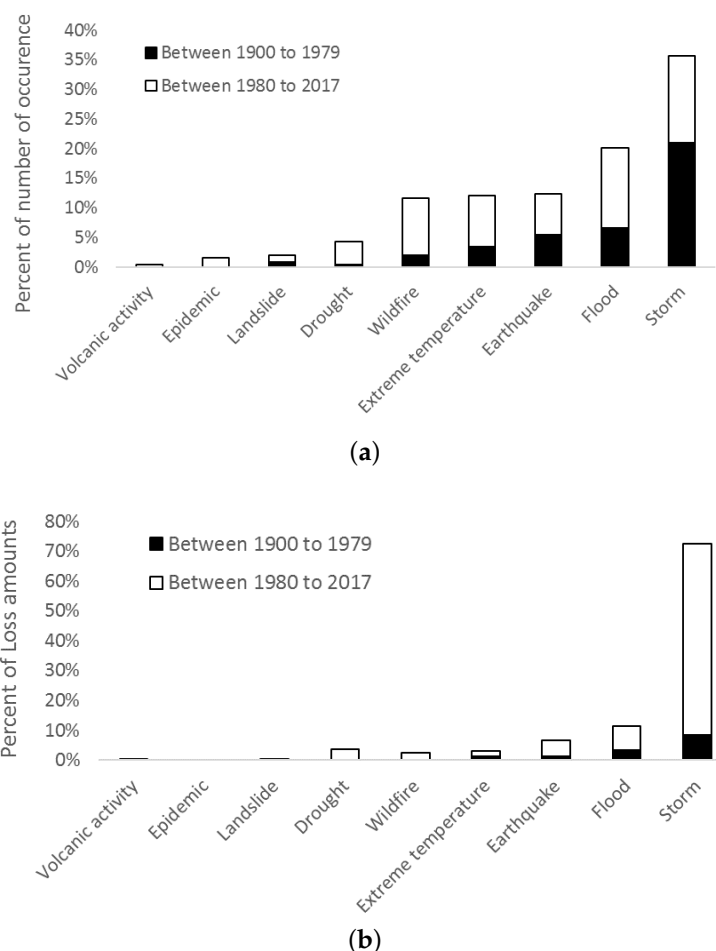 Percent of number of occurence
40%
35%
30%
25%
20%
15%
10%
5%
0%
Between 1900 to 1979
Between 1980 to 2017
Volcanic activity
Epidemic
Landslide
Drought
Wildfire
Extreme temperature
Earthquake
Flood
Storm
(a)
Percent of Loss amounts
80%
70%
60%
50%
40%
30%
20%
10%
0%
Between 1900 to 1979
Between 1980 to 2017
Volcanic activity
Epidemic
Landslide
Drought
Wildfire
Extreme temperature
Earthquake
Flood
Storm
(b)